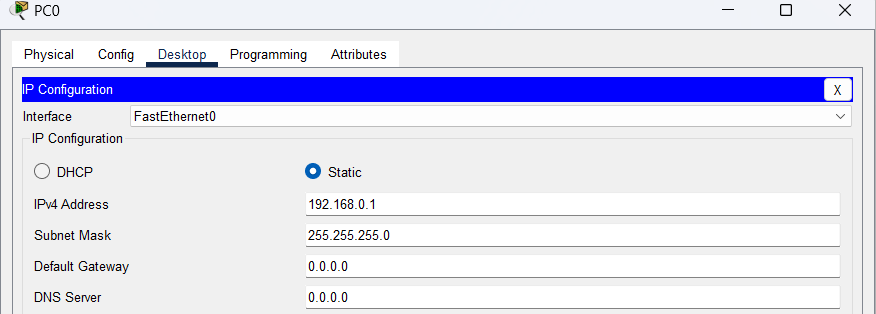 PC0
Physical Config Desktop Programming Attributes
IP Configuration X
Interface FastEthernet0
IP Configuration
DHCP Static
IPv4 Address 192.168.0.1
Subnet Mask 255.255.255.0
Default Gateway 0.0.0.0
DNS Server 0.0.0.0